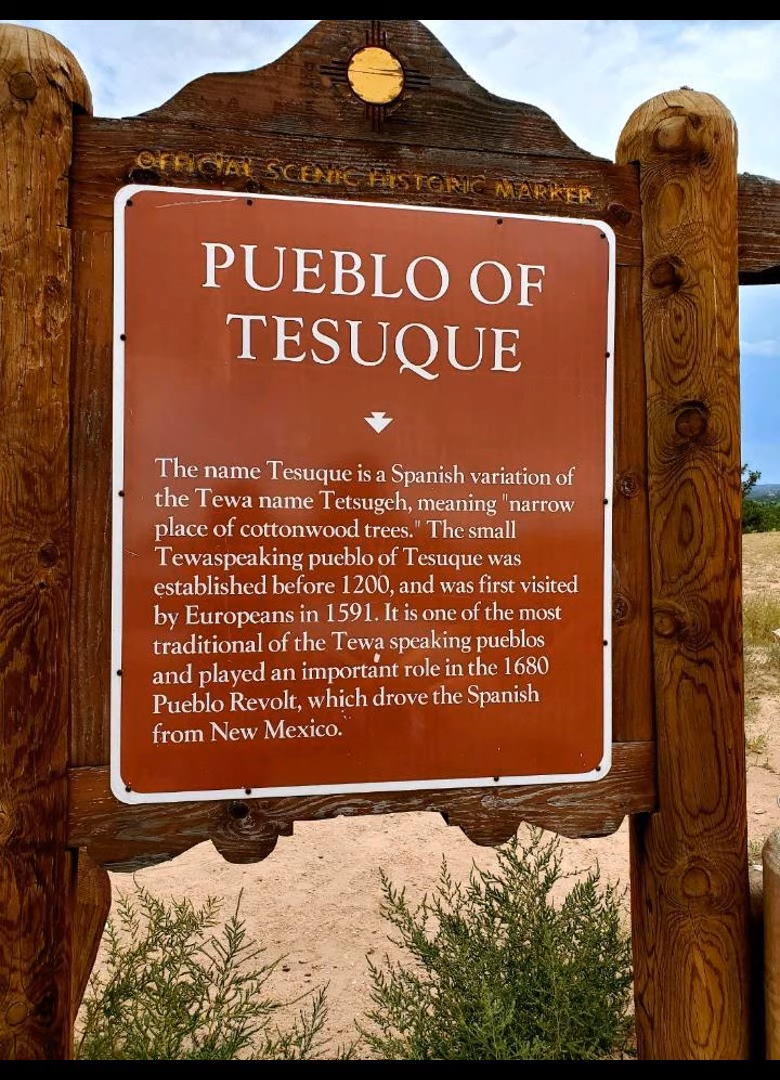 OFFICIAL SCENIC HISTORIC MARKER
PUEBLO OF
TESUQUE
The name Tesuque is a Spanish variation of
the Tewa name Tetsugeh, meaning "narrow
place of cottonwood trees." The small
Tewaspeaking pueblo of Tesuque was
established before 1200, and was first visited
by Europeans in 1591. It is one of the most
traditional of the Tewa speaking pueblos
and played an important role in the 1680
Pueblo Revolt, which drove the Spanish
from New Mexico.